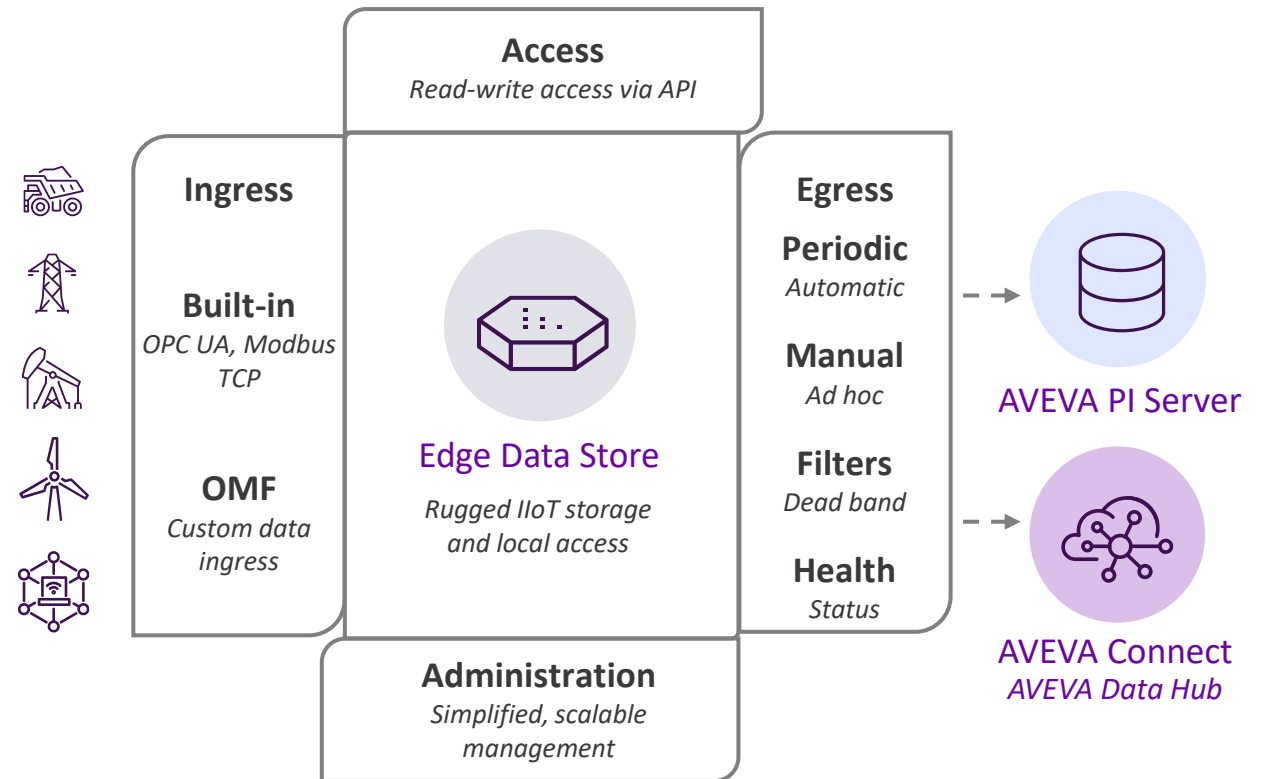 Access
Read-write access via API
Ingress
Built-in
OPC UA, Modbus
TCP
OMF
Custom data
ingress
Edge Data Store
Rugged IIoT storage
and local access
Egress
Periodic
Automatic
Manual
Ad hoc
Filters
Dead band
Health
Status
AVEVA PI Server
AVEVA Connect
AVEVA Data Hub
Administration
Simplified, scalable
management